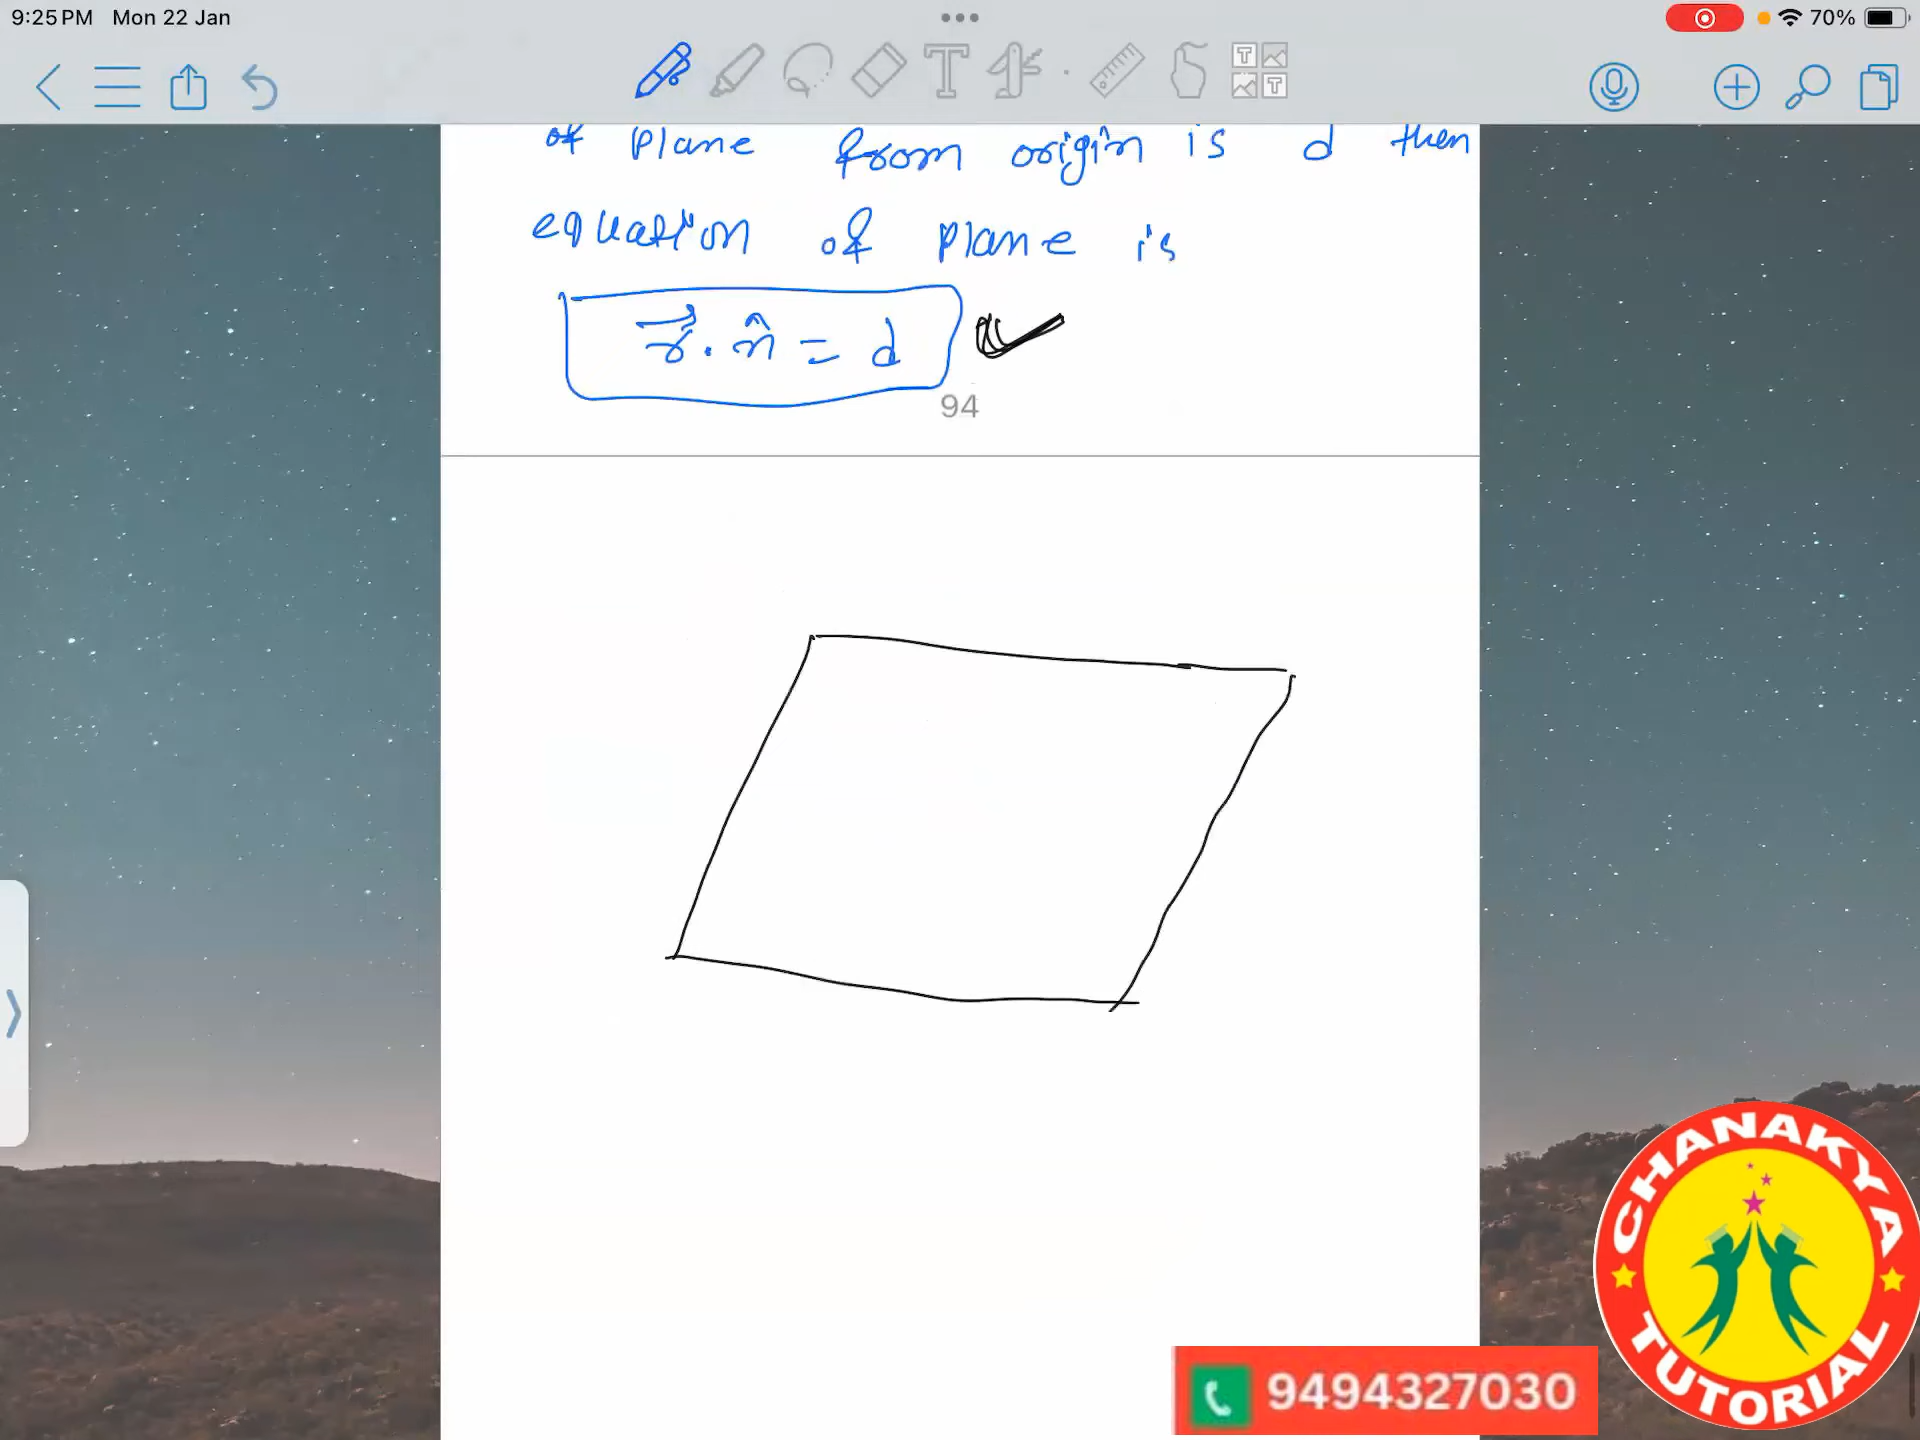 9:25 PM Mon 22 Jan
70%
of plane from origin is d then
equation of plane is
r⃗ . n̂ = d
94
CHANAKYA
TUTORIAL
9494327030